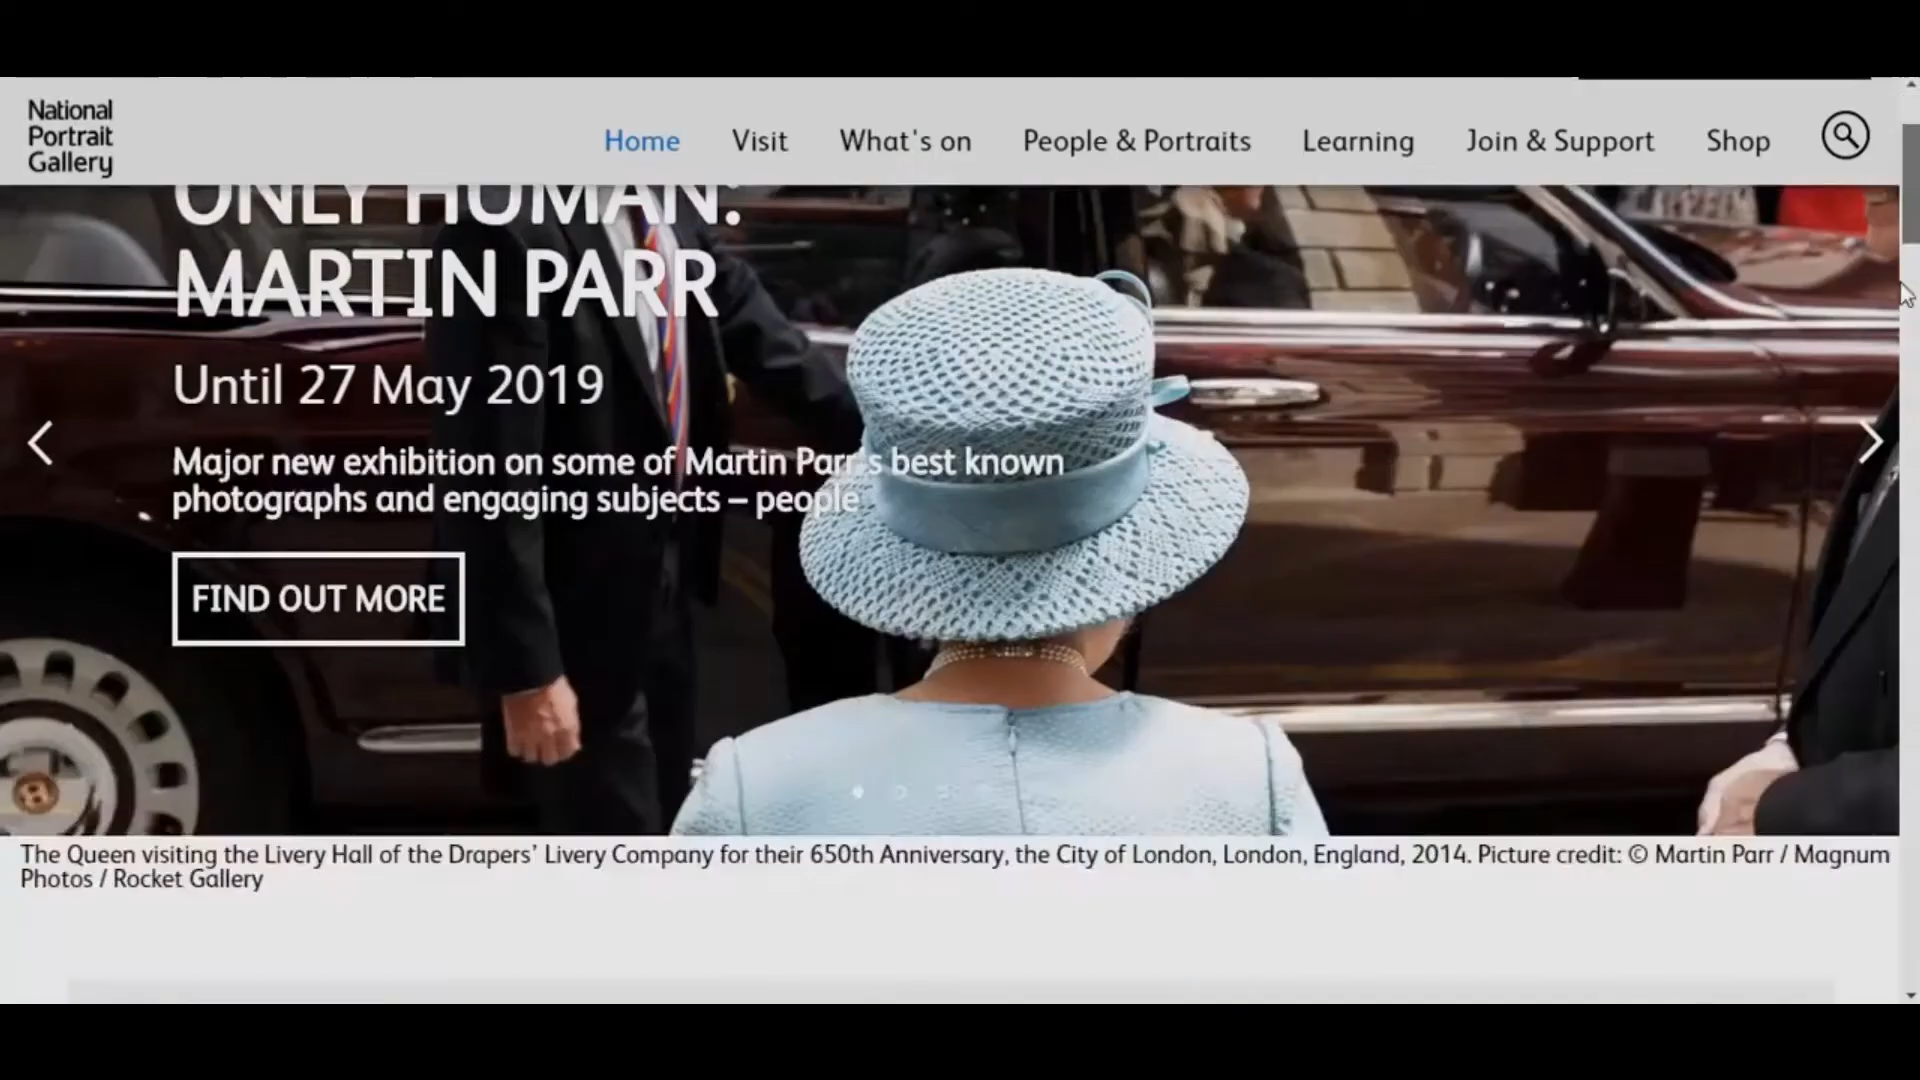 National
Portrait
Gallery
Home
Visit
What's on
People & Portraits
Learning
Join & Support
Shop
ONLY HUMAN:
MARTIN PARR
Until 27 May 2019
Major new exhibition on some of Martin Parr's best known
photographs and engaging subjects – people
FIND OUT MORE
The Queen visiting the Livery Hall of the Drapers’ Livery Company for their 650th Anniversary, the City of London, London, England, 2014. Picture credit: © Martin Parr / Magnum
Photos / Rocket Gallery